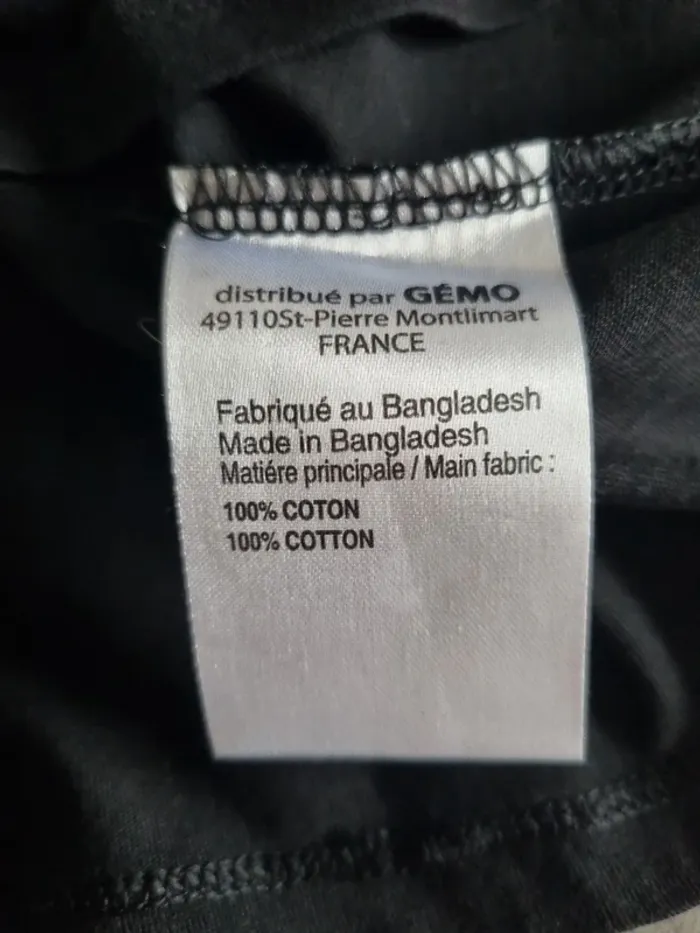 distribué par GÉMO
49110St-Pierre Montlimart
FRANCE
Fabriqué au Bangladesh
Made in Bangladesh
Matiére principale / Main fabric :
100% COTON
100% COTTON